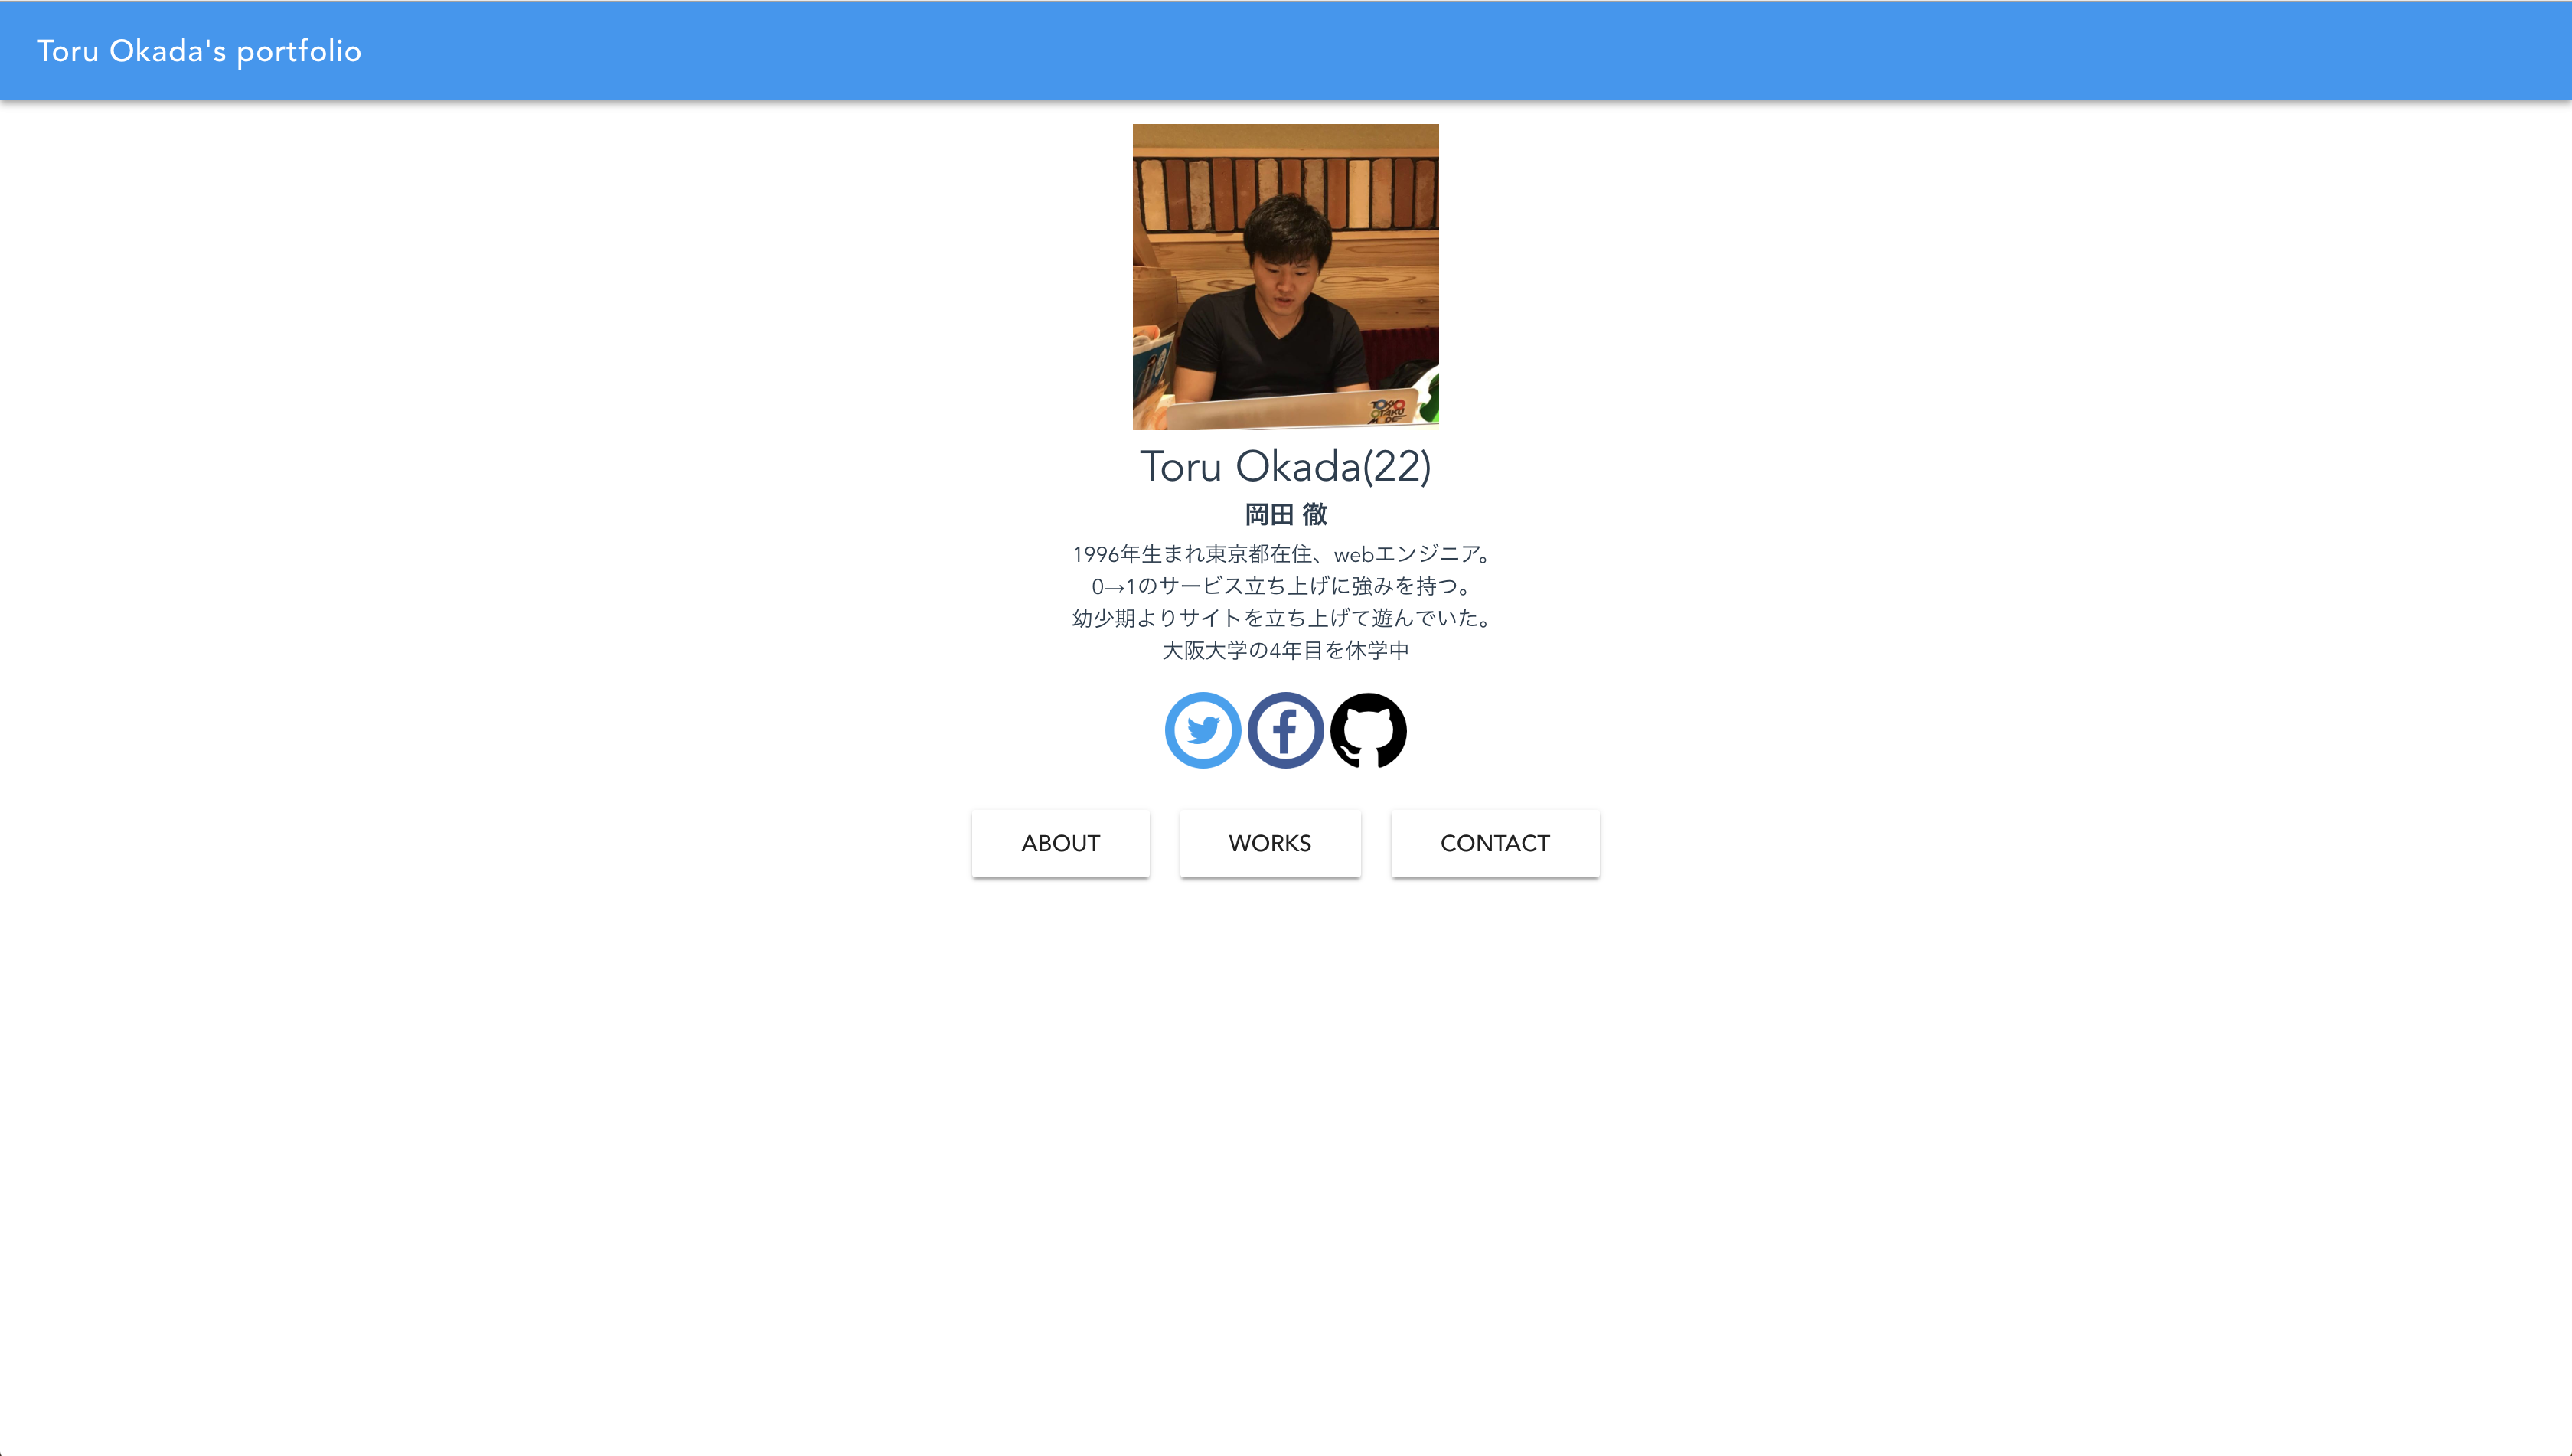 Toru Okada's portfolio
TOKYO
OTAKU
MODE
Toru Okada(22)
岡田 徹
1996年生まれ東京都在住、webエンジニア。
0→1のサービス立ち上げに強みを持つ。
幼少期よりサイトを立ち上げて遊んでいた。
大阪大学の4年目を休学中
ABOUT
WORKS
CONTACT